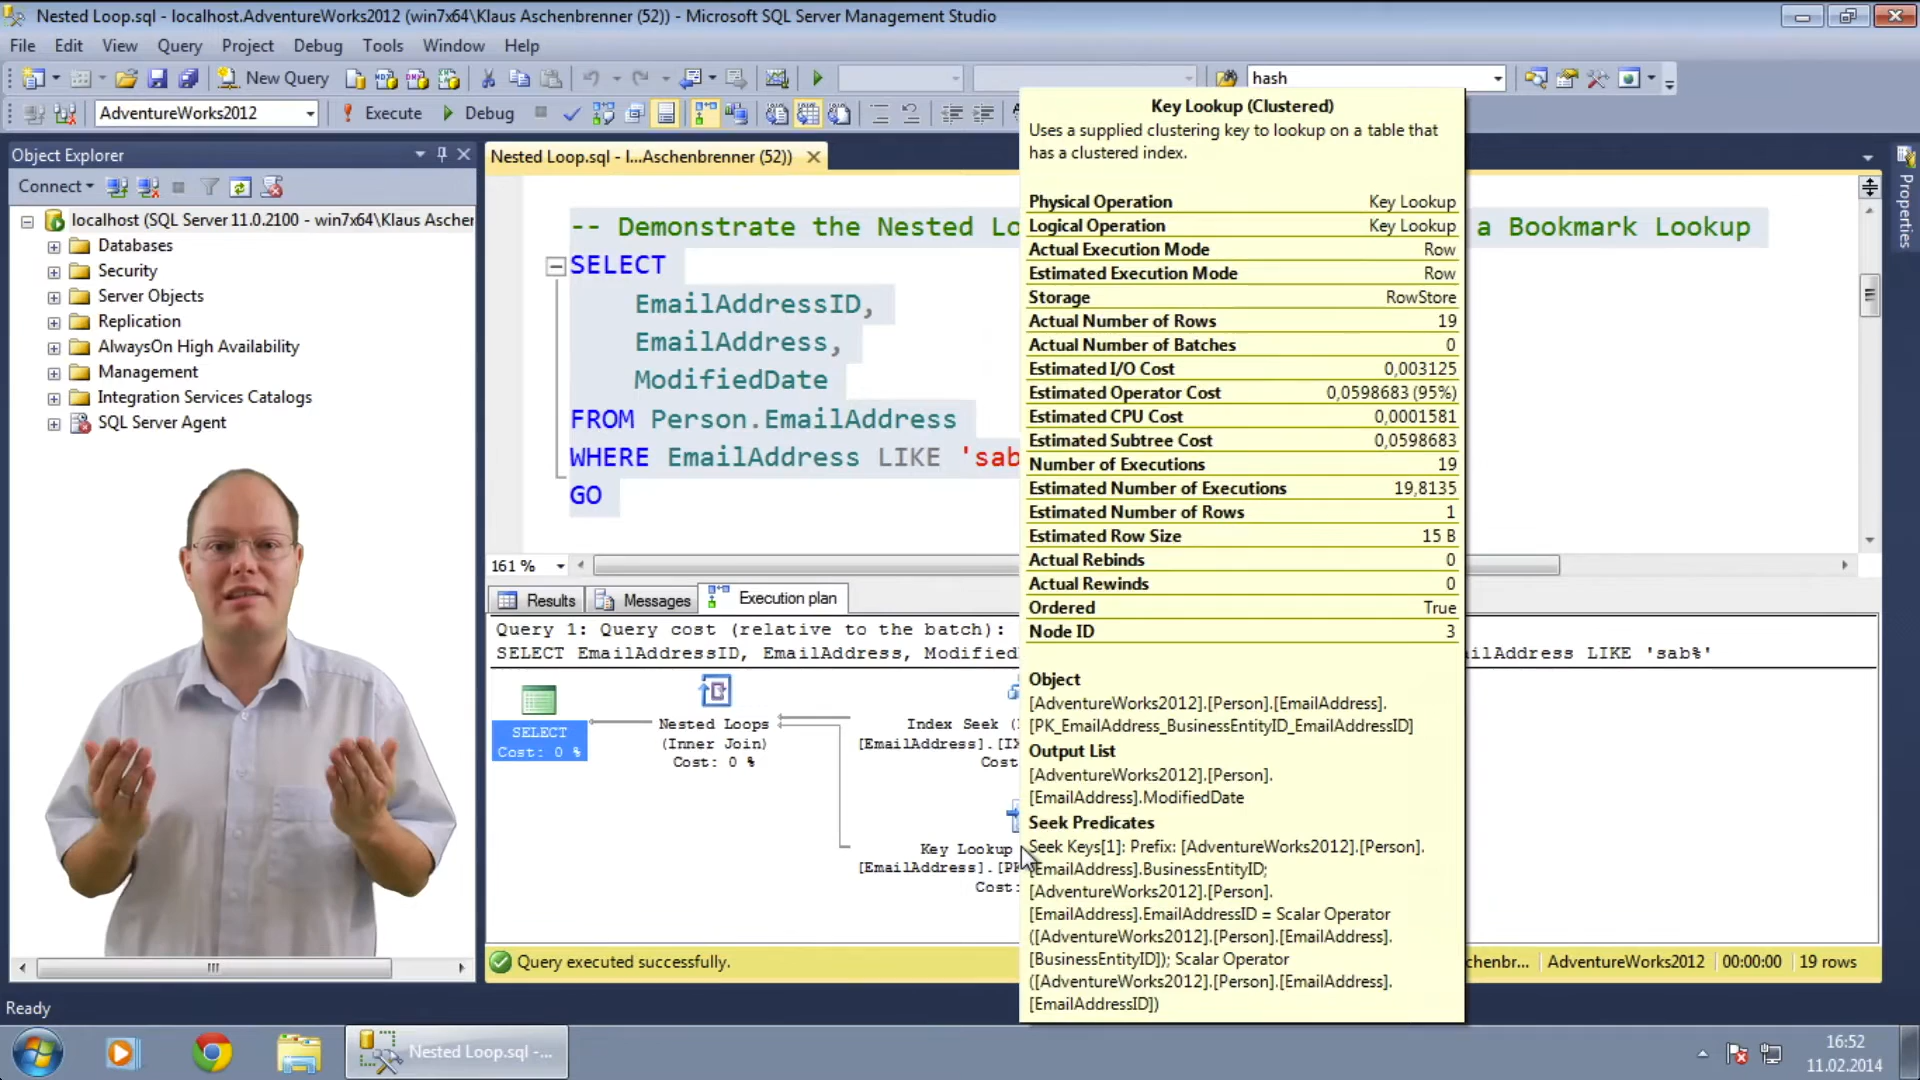 Nested Loop.sql - localhost.AdventureWorks2012 (win7x64\Klaus Aschenbrenner (52)) - Microsoft SQL Server Management Studio
File Edit View Query Project Debug Tools Window Help
New Query hash
AdventureWorks2012 Execute Debug
Object Explorer
Connect
localhost (SQL Server 11.0.2100 - win7x64\Klaus Ascher
Databases
Security
Server Objects
Replication
AlwaysOn High Availability
Management
Integration Services Catalogs
SQL Server Agent
Nested Loop.sql - l...Aschenbrenner (52))
-- Demonstrate the Nested Lo a Bookmark Lookup
SELECT
EmailAddressID,
EmailAddress,
ModifiedDate
FROM Person.EmailAddress
WHERE EmailAddress LIKE 'sab
GO
161 %
Results Messages Execution plan
Query 1: Query cost (relative to the batch):
SELECT EmailAddressID, EmailAddress, ModifiedD ilAddress LIKE 'sab%'
SELECT
Cost: 0 %
Nested Loops
(Inner Join)
Cost: 0 %
Index Seek (
[EmailAddress].[IX
Cost
Key Lookup
[EmailAddress].[PK
Cost:
Key Lookup (Clustered)
Uses a supplied clustering key to lookup on a table that
has a clustered index.
Physical Operation Key Lookup
Logical Operation Key Lookup
Actual Execution Mode Row
Estimated Execution Mode Row
Storage RowStore
Actual Number of Rows 19
Actual Number of Batches 0
Estimated I/O Cost 0,003125
Estimated Operator Cost 0,0598683 (95%)
Estimated CPU Cost 0,0001581
Estimated Subtree Cost 0,0598683
Number of Executions 19
Estimated Number of Executions 19,8135
Estimated Number of Rows 1
Estimated Row Size 15 B
Actual Rebinds 0
Actual Rewinds 0
Ordered True
Node ID 3
Object
[AdventureWorks2012].[Person].[EmailAddress].
[PK_EmailAddress_BusinessEntityID_EmailAddressID]
Output List
[AdventureWorks2012].[Person].
[EmailAddress].ModifiedDate
Seek Predicates
Seek Keys[1]: Prefix: [AdventureWorks2012].[Person].
[EmailAddress].BusinessEntityID;
[AdventureWorks2012].[Person].
[EmailAddress].EmailAddressID = Scalar Operator
([AdventureWorks2012].[Person].[EmailAddress].
[BusinessEntityID]); Scalar Operator
([AdventureWorks2012].[Person].[EmailAddress].
[EmailAddressID])
Properties
Query executed successfully. chenbr... AdventureWorks2012 00:00:00 19 rows
Ready
Nested Loop.sql -...
16:52
11.02.2014